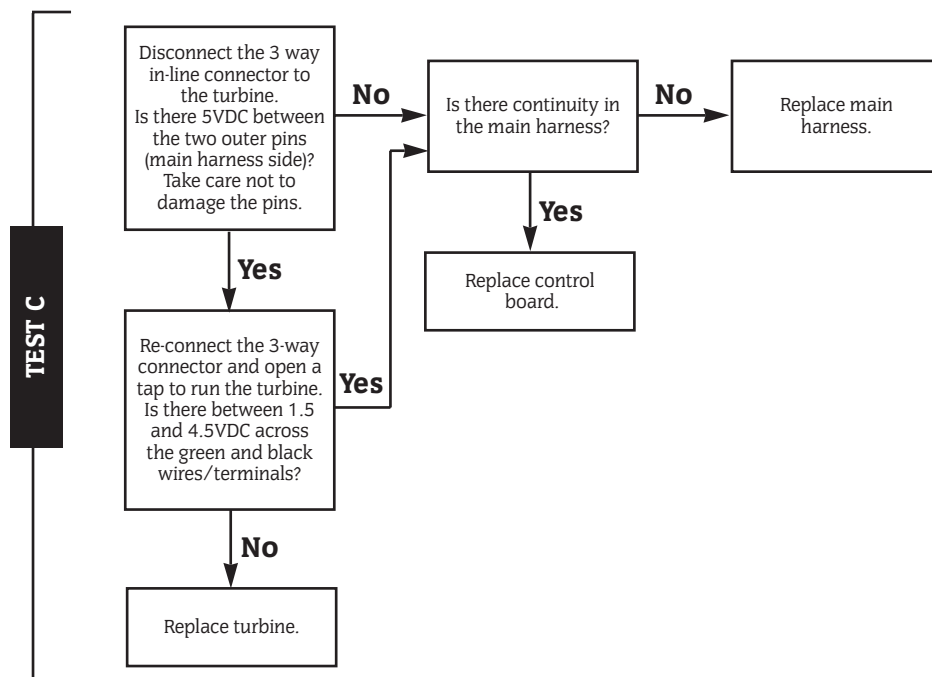 TEST C
Disconnect the 3 way
in-line connector to
the turbine.
Is there 5VDC between
the two outer pins
(main harness side)?
Take care not to
damage the pins.
No
Is there continuity in
the main harness?
No
Replace main
harness.
Yes
Replace control
board.
Yes
Re-connect the 3-way
connector and open a
tap to run the turbine.
Is there between 1.5
and 4.5VDC across
the green and black
wires/terminals?
Yes
No
Replace turbine.